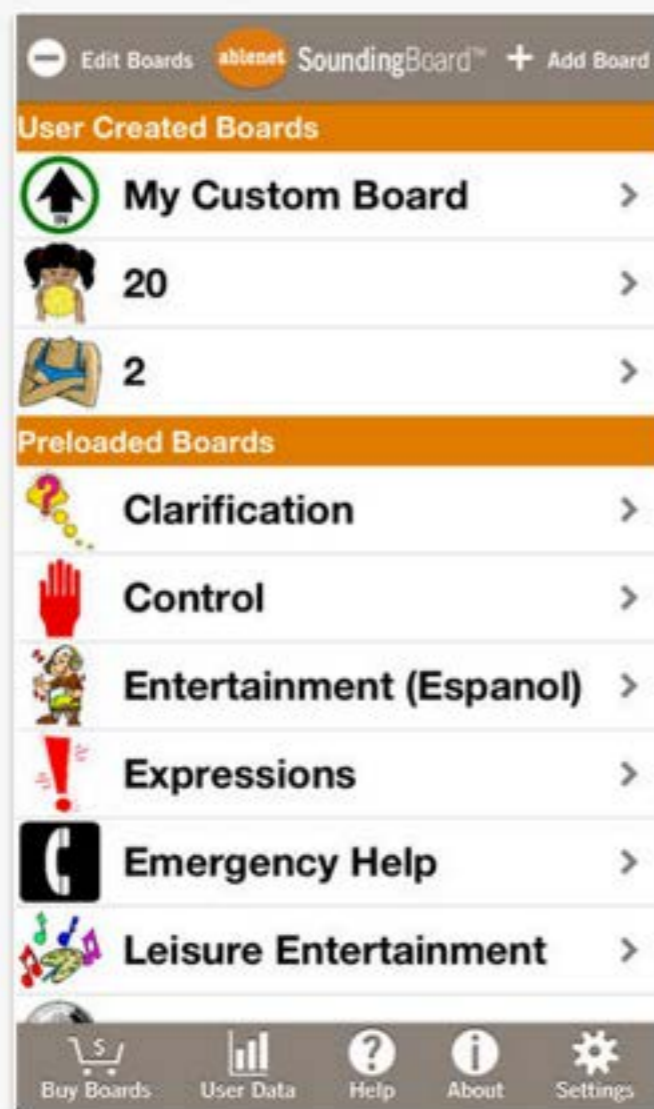 Edit Boards ablenet SoundingBoard™ + Add Board
User Created Boards
My Custom Board
IN
20
2
Preloaded Boards
Clarification
Control
Entertainment (Espanol)
Expressions
Emergency Help
Leisure Entertainment
Buy Boards User Data Help About Settings